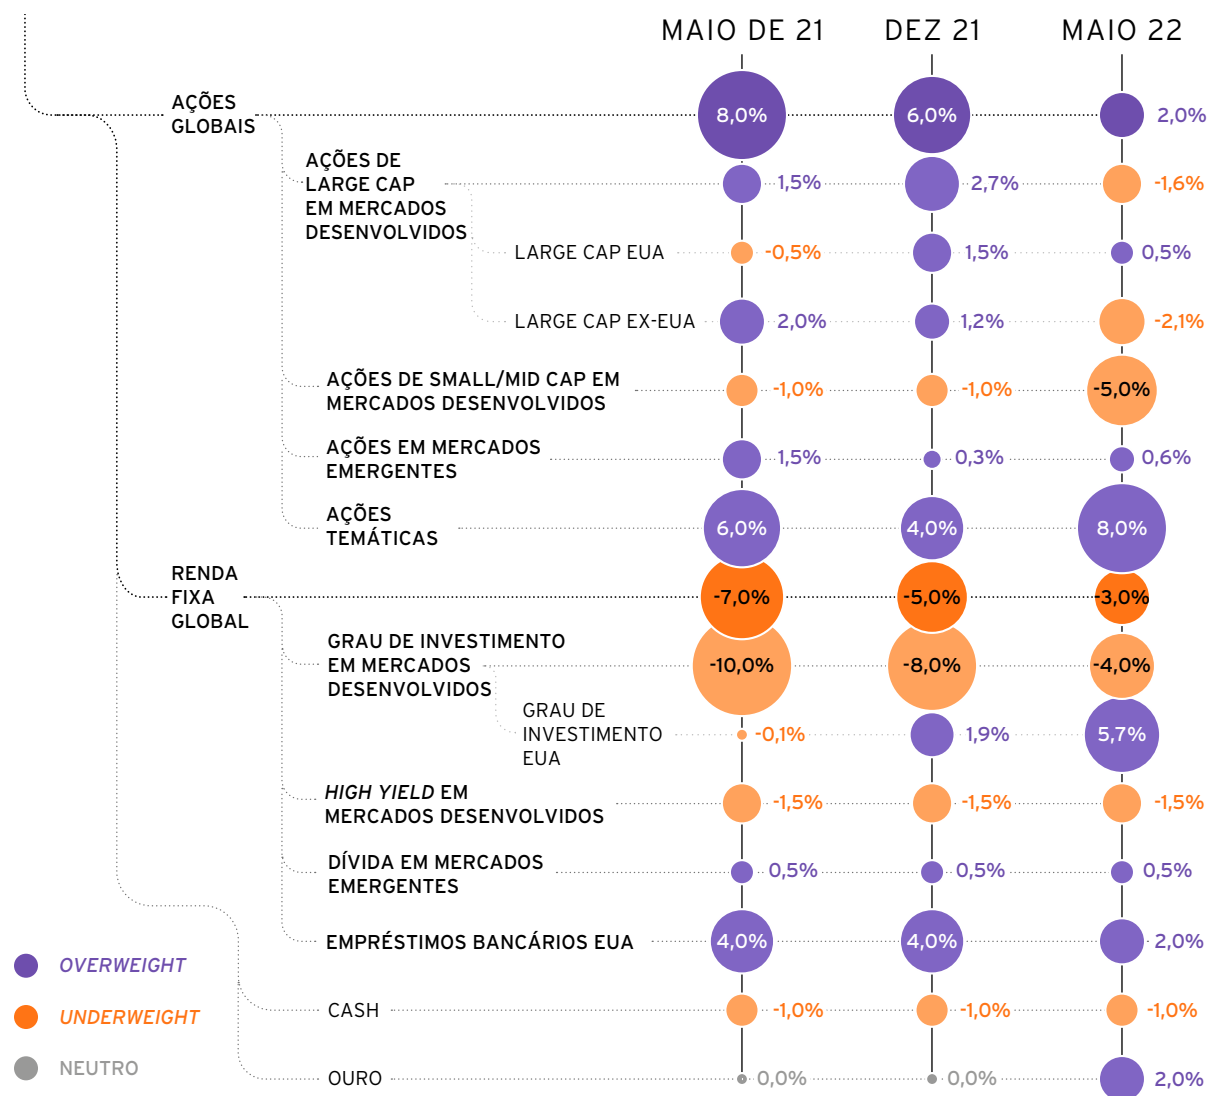 MAIO DE 21
DEZ 21
MAIO 22
AÇÕES
GLOBAIS
8,0%
6,0%
2,0%
AÇÕES DE
LARGE CAP
EM MERCADOS
DESENVOLVIDOS
1,5%
2,7%
-1,6%
LARGE CAP EUA
-0,5%
1,5%
0,5%
LARGE CAP EX-EUA
2,0%
1,2%
-2,1%
AÇÕES DE SMALL/MID CAP EM
MERCADOS DESENVOLVIDOS
-1,0%
-1,0%
-5,0%
AÇÕES EM MERCADOS
EMERGENTES
1,5%
0,3%
0,6%
AÇÕES
TEMÁTICAS
6,0%
4,0%
8,0%
RENDA
FIXA
GLOBAL
-7,0%
-5,0%
-3,0%
GRAU DE INVESTIMENTO
EM MERCADOS
DESENVOLVIDOS
-10,0%
-8,0%
-4,0%
GRAU DE
INVESTIMENTO
EUA
-0,1%
1,9%
5,7%
HIGH YIELD EM
MERCADOS DESENVOLVIDOS
-1,5%
-1,5%
-1,5%
DÍVIDA EM MERCADOS
EMERGENTES
0,5%
0,5%
0,5%
EMPRÉSTIMOS BANCÁRIOS EUA
4,0%
4,0%
2,0%
CASH
-1,0%
-1,0%
-1,0%
OURO
0,0%
0,0%
2,0%
OVERWEIGHT
UNDERWEIGHT
NEUTRO